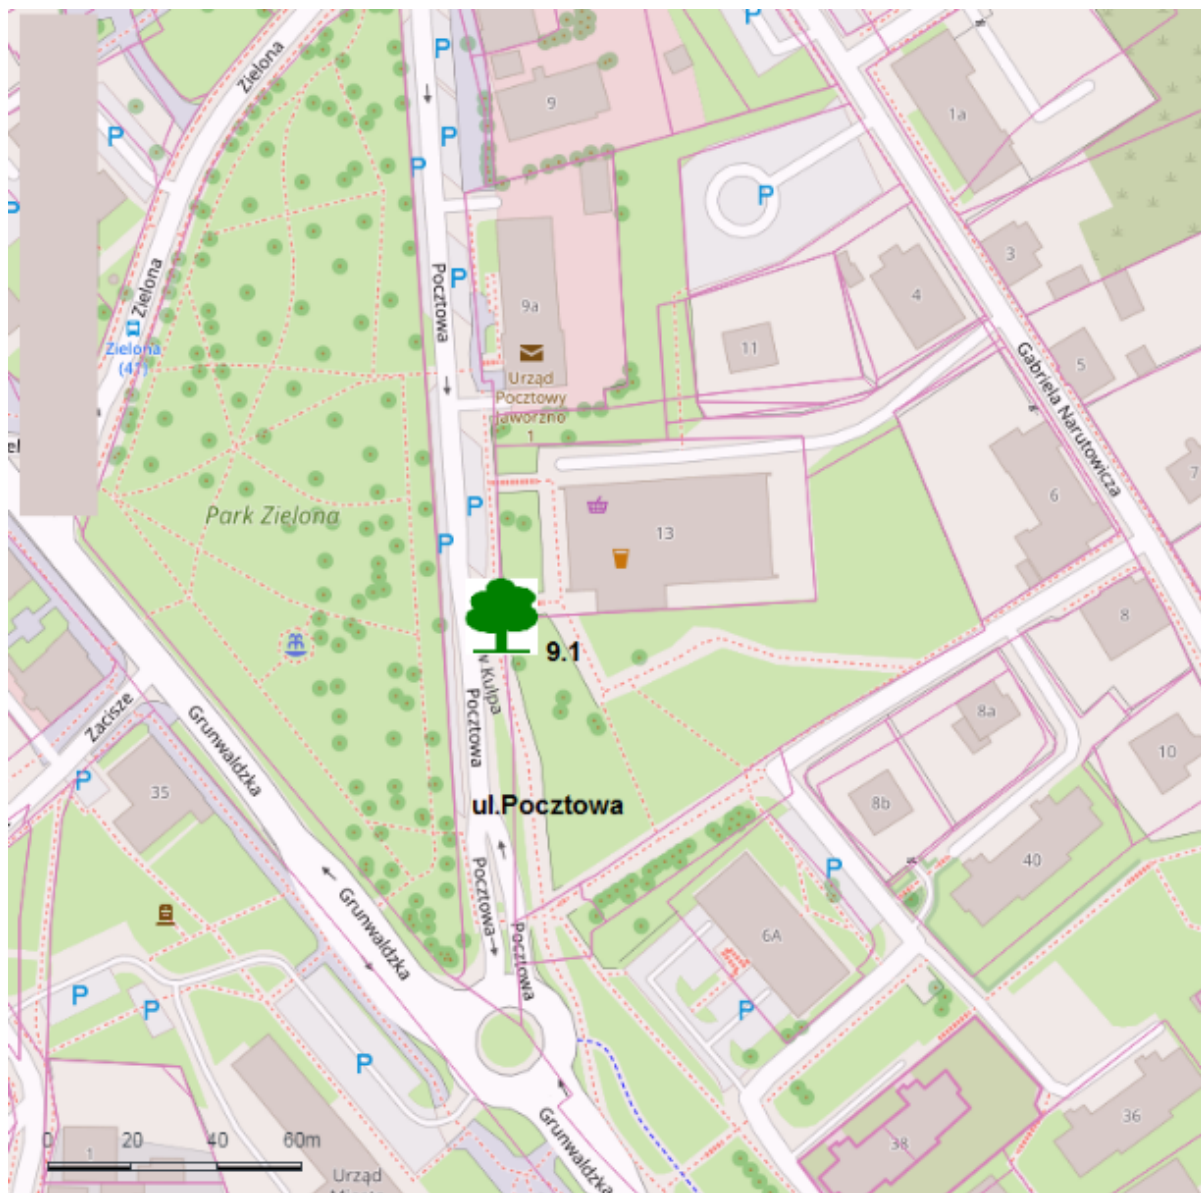 P
Zielona
P
P
9
1a
P
P
P
P
3
Zielona
Pocztowa
P
9a
4
Zielona
(41)
11
5
Gabriela Narutowicza
Urząd
Pocztowy
Jaworzno
1
7
6
P
Park Zielona
13
P
8
9.1
Kulpa
Pocztowa
Zacisze
Grunwaldzka
8a
10
P
35
8b
ul.Pocztowa
40
P
Pocztowa
Grunwaldzka
Pocztowa
6A
P
P
P
P
Grunwaldzka
36
38
0 20 40 60m
1
Urząd